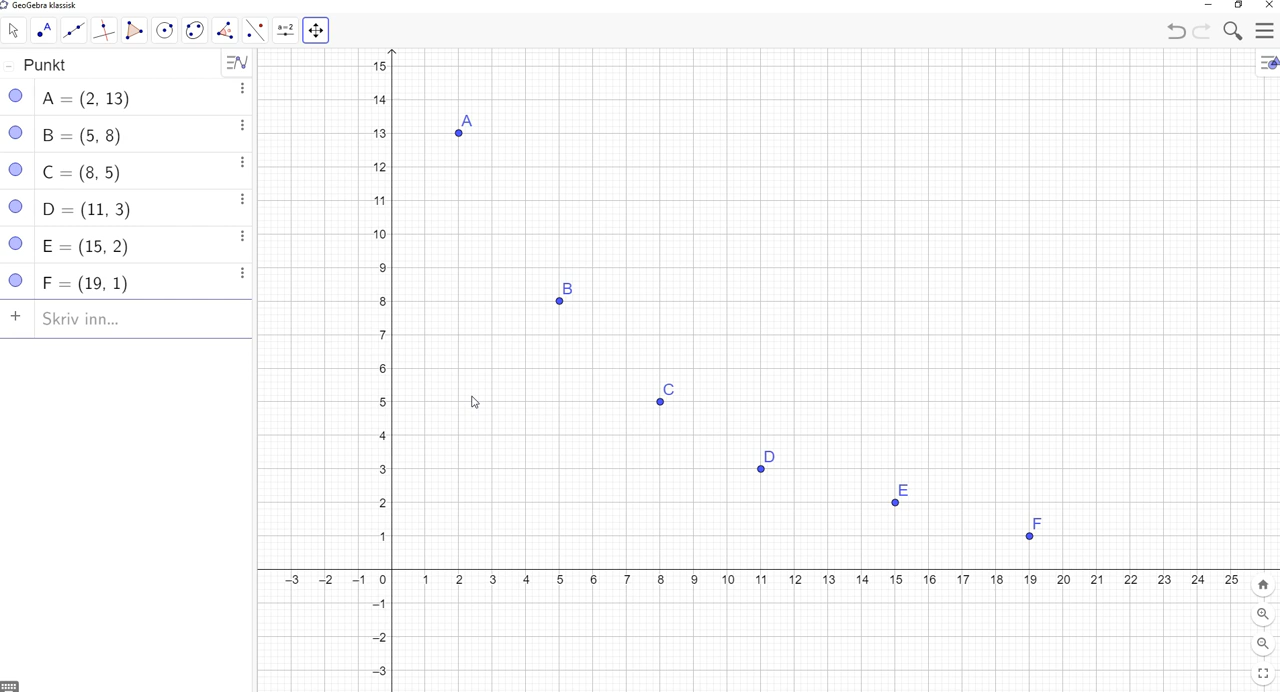 GeoGebra klassisk
A
a=2
Punkt
A = (2, 13)
B = (5, 8)
C = (8, 5)
D = (11, 3)
E = (15, 2)
F = (19, 1)
+ Skriv inn...
15
14
13
12
11
10
9
8
7
6
5
4
3
2
1
A
B
C
D
E
F
−3 −2 −1 0 1 2 3 4 5 6 7 8 9 10 11 12 13 14 15 16 17 18 19 20 21 22 23 24 25
−1
−2
−3